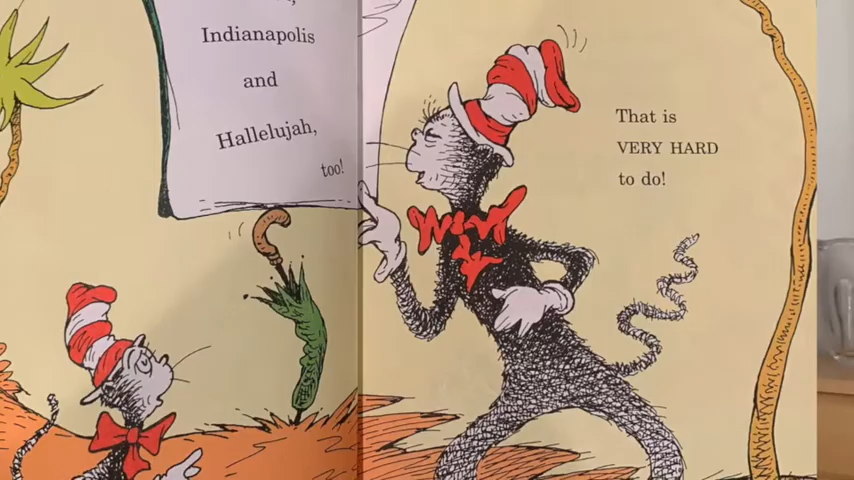 Indianapolis
and
Hallelujah,
too!
That is
VERY HARD
to do!